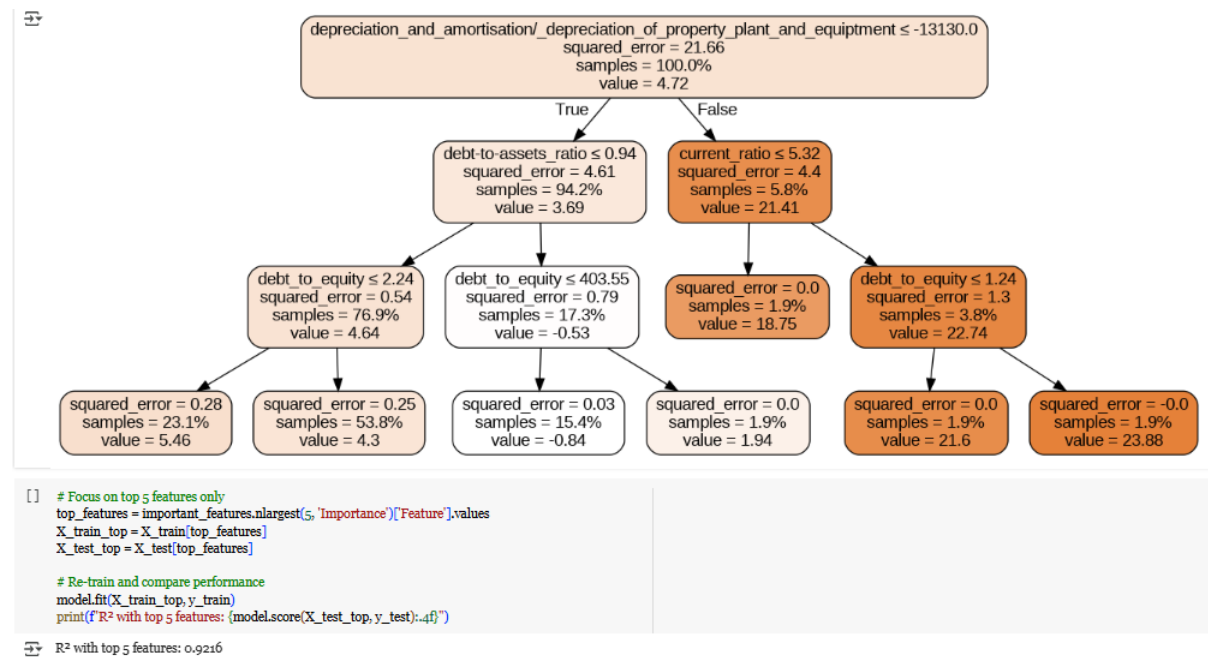 depreciation_and_amortisation/_depreciation_of_property_plant_and_equiptment ≤ -13130.0
squared_error = 21.66
samples = 100.0%
value = 4.72
True
False
debt-to-assets_ratio ≤ 0.94
squared_error = 4.61
samples = 94.2%
value = 3.69
current_ratio ≤ 5.32
squared_error = 4.4
samples = 5.8%
value = 21.41
debt_to_equity ≤ 2.24
squared_error = 0.54
samples = 76.9%
value = 4.64
debt_to_equity ≤ 403.55
squared_error = 0.79
samples = 17.3%
value = -0.53
squared_error = 0.0
samples = 1.9%
value = 18.75
debt_to_equity ≤ 1.24
squared_error = 1.3
samples = 3.8%
value = 22.74
squared_error = 0.28
samples = 23.1%
value = 5.46
squared_error = 0.25
samples = 53.8%
value = 4.3
squared_error = 0.03
samples = 15.4%
value = -0.84
squared_error = 0.0
samples = 1.9%
value = 1.94
squared_error = 0.0
samples = 1.9%
value = 21.6
squared_error = -0.0
samples = 1.9%
value = 23.88
[ ] # Focus on top 5 features only
top_features = important_features.nlargest(5, 'Importance')['Feature'].values
X_train_top = X_train[top_features]
X_test_top = X_test[top_features]
# Re-train and compare performance
model.fit(X_train_top, y_train)
print(f"R² with top 5 features: {model.score(X_test_top, y_test):.4f}")
R² with top 5 features: 0.9216